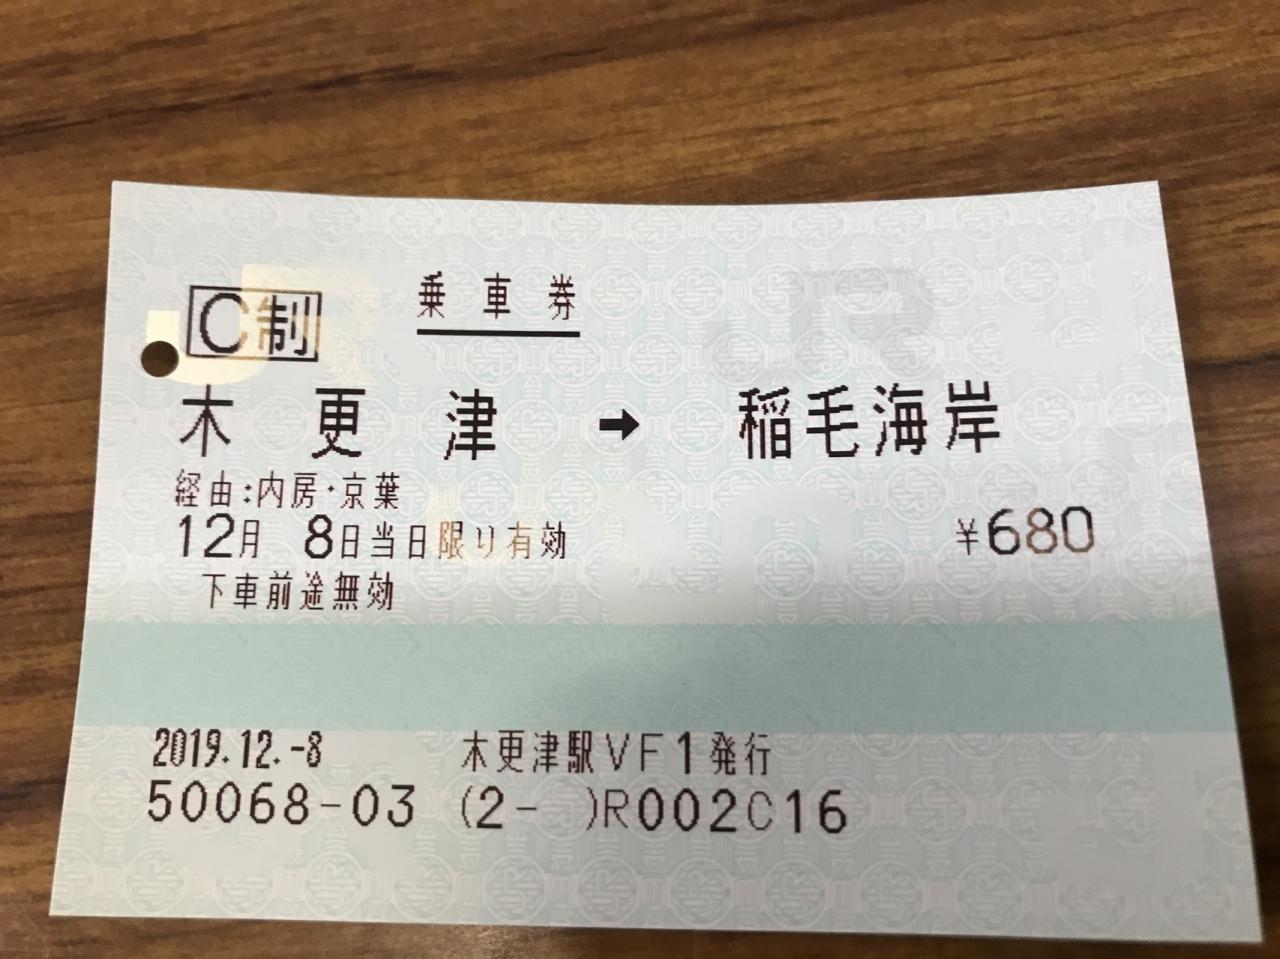 乗車券
C制
木更津 ➡ 稲毛海岸
経由:内房・京葉
12月 8日当日限り有効 ¥680
下車前途無効
2019.12.-8 木更津駅VF1発行
50068-03 (2- )R002C16